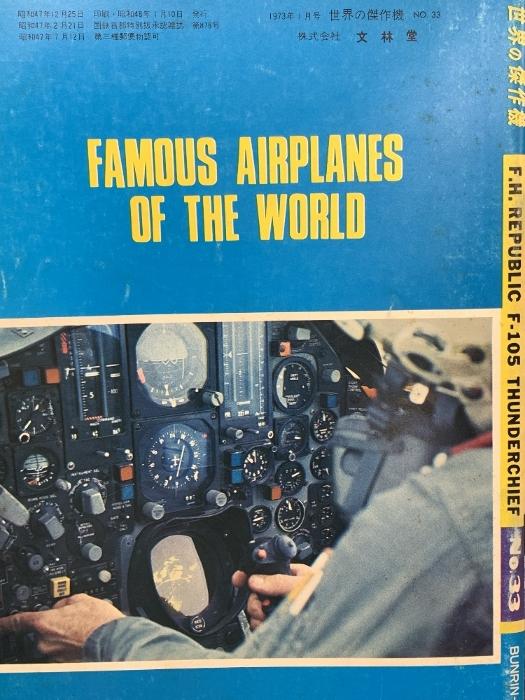 昭和47年12月25日 印刷・昭和48年1月10日 発行
昭和47年2月21日 国鉄首都特別扱承認雑誌 第878号
昭和47年7月12日 第三種郵便物認可
1973年1月号 世界の傑作機 NO. 33
株式会社 文林堂
FAMOUS AIRPLANES
OF THE WORLD
世界の傑作機
F.H. REPUBLIC F-105 THUNDERCHIEF
No.33
BUNRIN